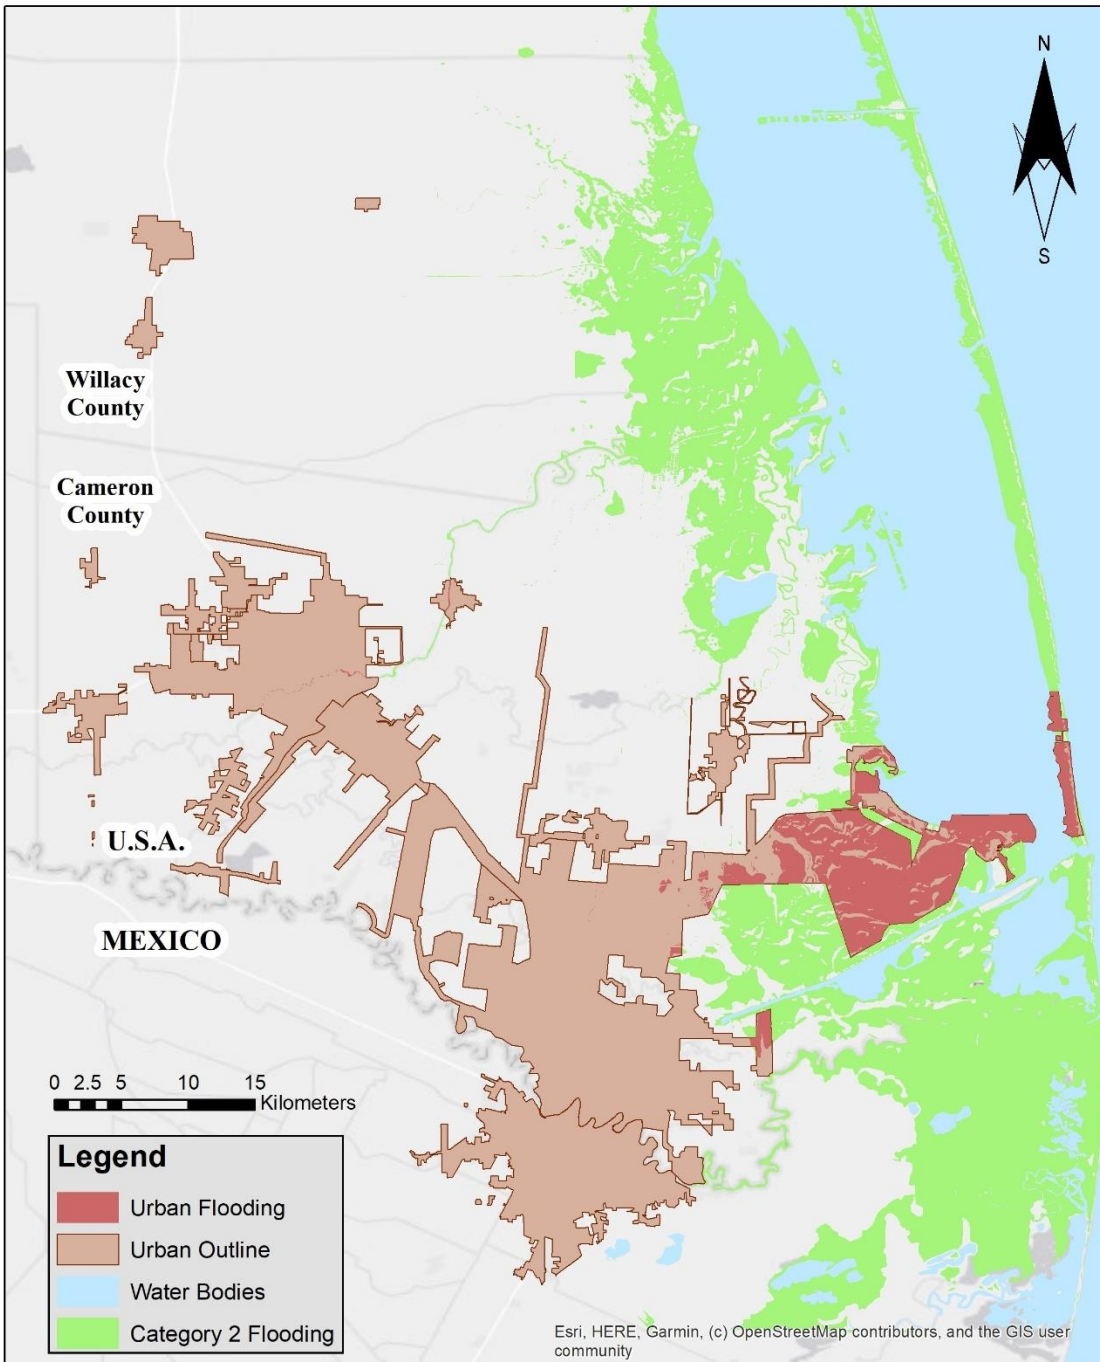 N
S
Willacy
County
Cameron
County
U.S.A.
MEXICO
0 2.5 5 10 15
Kilometers
Legend
Urban Flooding
Urban Outline
Water Bodies
Category 2 Flooding
Esri, HERE, Garmin, (c) OpenStreetMap contributors, and the GIS user
community